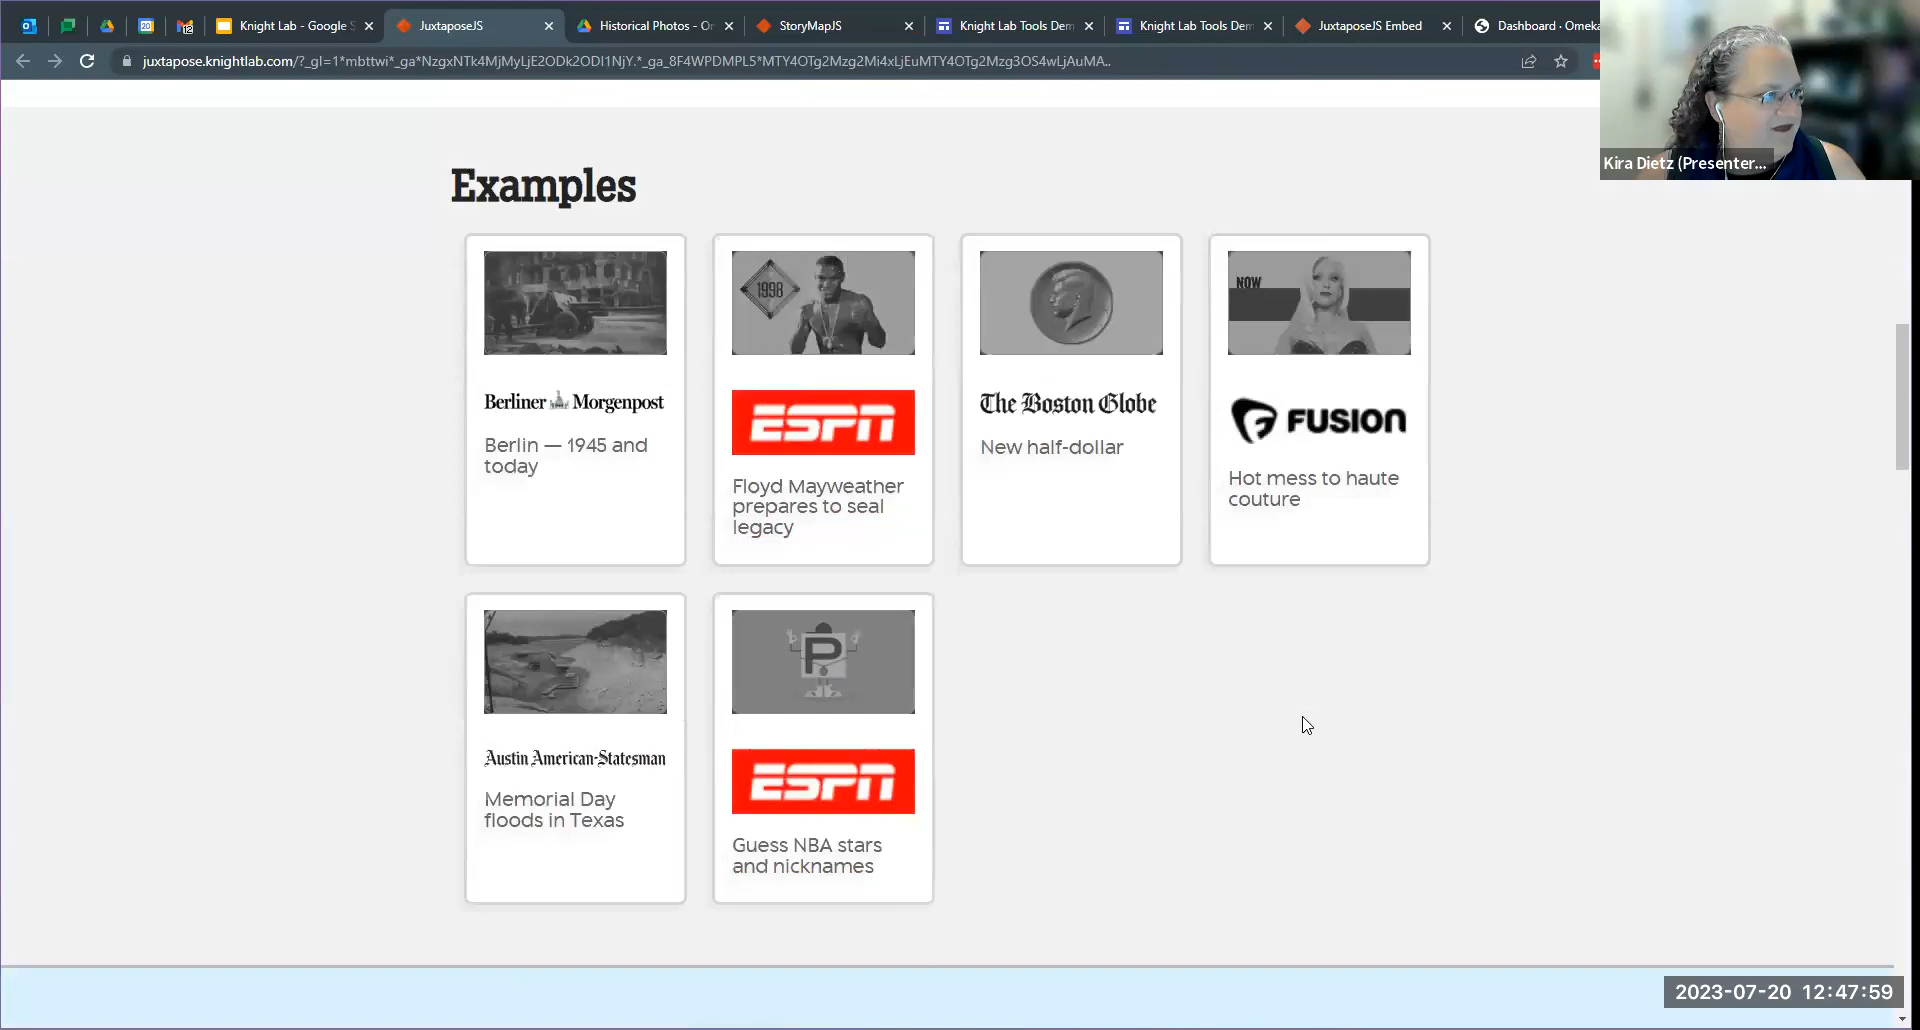 Knight Lab - Google S
JuxtaposeJS
Historical Photos - On
StoryMapJS
Knight Lab Tools Dem
Knight Lab Tools Dem
JuxtaposeJS Embed
Dashboard · Omeka
juxtapose.knightlab.com/?_gl=1*mbttwi*_ga*NzgxNTk4MjMyLjE2ODk2ODI1NjY.*_ga_8F4WPDMPL5*MTY4OTg2Mzg2Mi4xLjEuMTY4OTg2Mzg3OS4wLjAuMA..
Kira Dietz (Presenter...
Examples
1998
NOW
Berliner Morgenpost
ESPN
The Boston Globe
FUSION
Berlin — 1945 and
today
Floyd Mayweather
prepares to seal
legacy
New half-dollar
Hot mess to haute
couture
P
Austin American-Statesman
ESPN
Memorial Day
floods in Texas
Guess NBA stars
and nicknames
2023-07-20 12:47:59